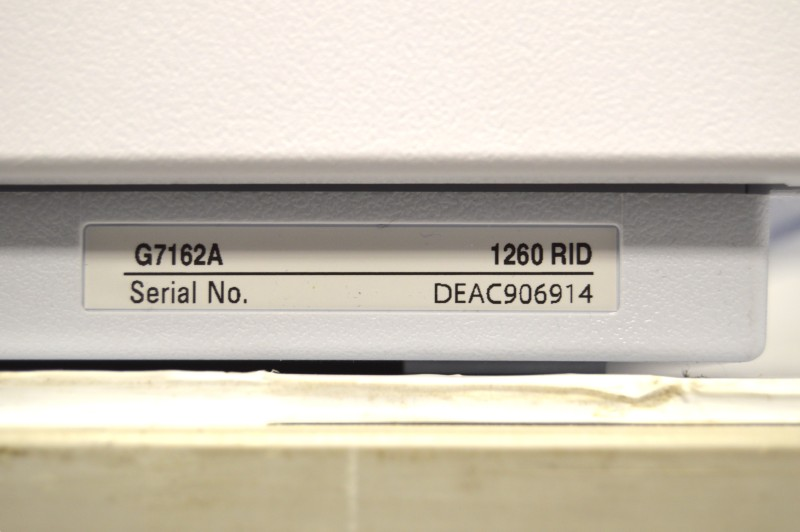 G7162A 1260 RID
Serial No. DEAC906914